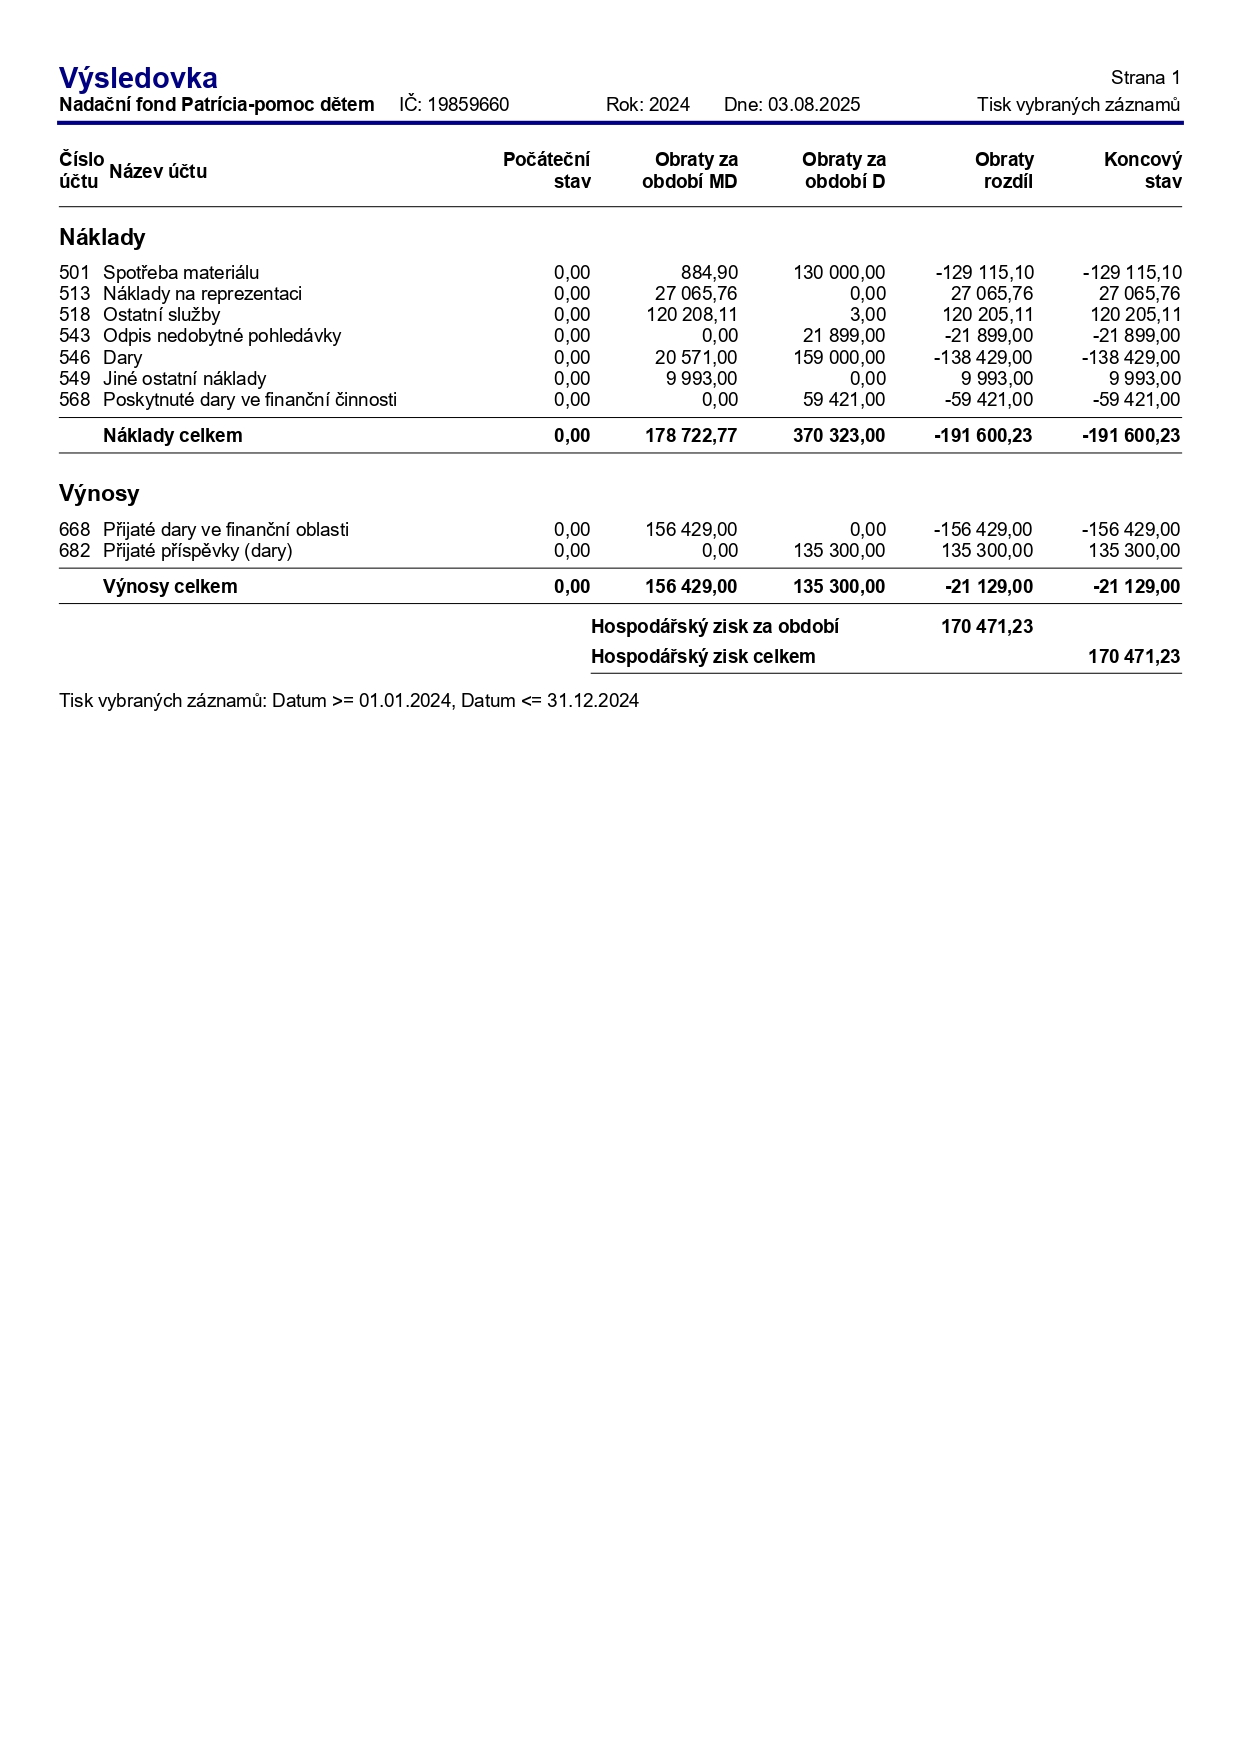 Výsledovka
Strana 1
Nadační fond Patrícia-pomoc dětem IČ: 19859660 Rok: 2024 Dne: 03.08.2025 Tisk vybraných záznamů
Číslo účtu Název účtu Počáteční stav Obraty za období MD Obraty za období D Obraty rozdíl Koncový stav
Náklady
501 Spotřeba materiálu 0,00 884,90 130 000,00 -129 115,10 -129 115,10
513 Náklady na reprezentaci 0,00 27 065,76 0,00 27 065,76 27 065,76
518 Ostatní služby 0,00 120 208,11 3,00 120 205,11 120 205,11
543 Odpis nedobytné pohledávky 0,00 0,00 21 899,00 -21 899,00 -21 899,00
546 Dary 0,00 20 571,00 159 000,00 -138 429,00 -138 429,00
549 Jiné ostatní náklady 0,00 9 993,00 0,00 9 993,00 9 993,00
568 Poskytnuté dary ve finanční činnosti 0,00 0,00 59 421,00 -59 421,00 -59 421,00
Náklady celkem 0,00 178 722,77 370 323,00 -191 600,23 -191 600,23
Výnosy
668 Přijaté dary ve finanční oblasti 0,00 156 429,00 0,00 -156 429,00 -156 429,00
682 Přijaté příspěvky (dary) 0,00 0,00 135 300,00 135 300,00 135 300,00
Výnosy celkem 0,00 156 429,00 135 300,00 -21 129,00 -21 129,00
Hospodářský zisk za období 170 471,23
Hospodářský zisk celkem 170 471,23
Tisk vybraných záznamů: Datum >= 01.01.2024, Datum <= 31.12.2024